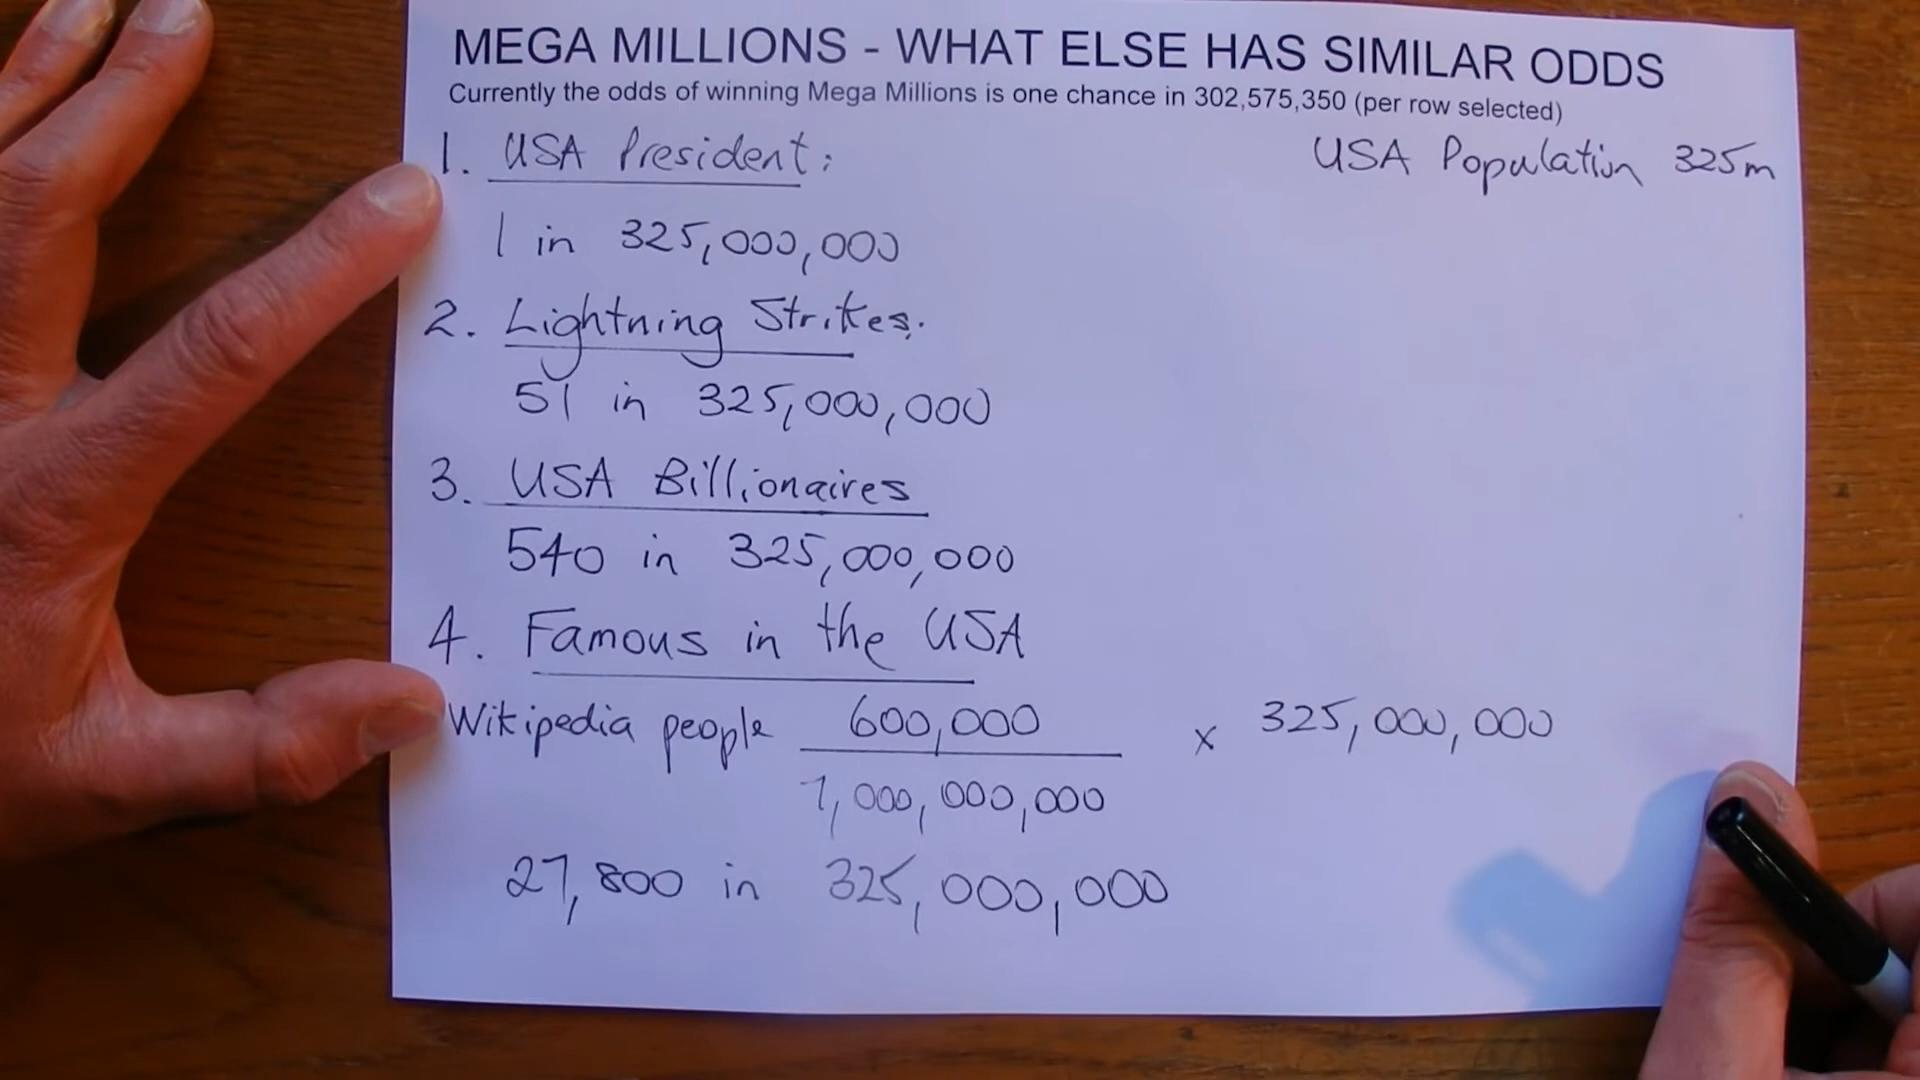 MEGA MILLIONS - WHAT ELSE HAS SIMILAR ODDS
Currently the odds of winning Mega Millions is one chance in 302,575,350 (per row selected)
1. USA President:
USA Population 325m
1 in 325,000,000
2. Lightning Strikes.
51 in 325,000,000
3. USA Billionaires
540 in 325,000,000
4. Famous in the USA
Wikipedia people 600,000 x 325,000,000
7,000,000,000
27,800 in 325,000,000